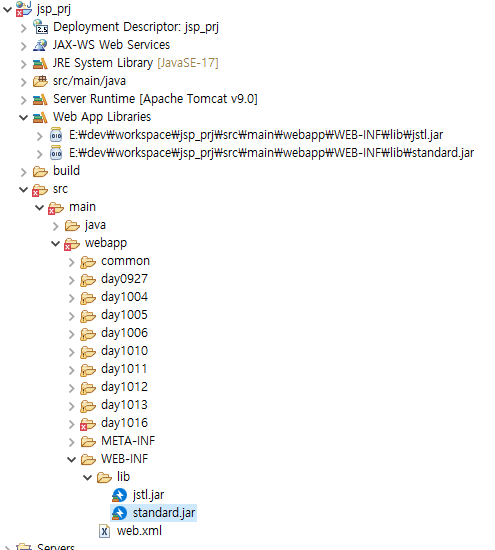 jsp_prj
Deployment Descriptor: jsp_prj
JAX-WS Web Services
JRE System Library [JavaSE-17]
src/main/java
Server Runtime [Apache Tomcat v9.0]
Web App Libraries
E:₩dev₩workspace₩jsp_prj₩src₩main₩webapp₩WEB-INF₩lib₩jstl.jar
E:₩dev₩workspace₩jsp_prj₩src₩main₩webapp₩WEB-INF₩lib₩standard.jar
build
src
main
java
webapp
common
day0927
day1004
day1005
day1006
day1010
day1011
day1012
day1013
day1016
META-INF
WEB-INF
lib
jstl.jar
standard.jar
web.xml
Servers